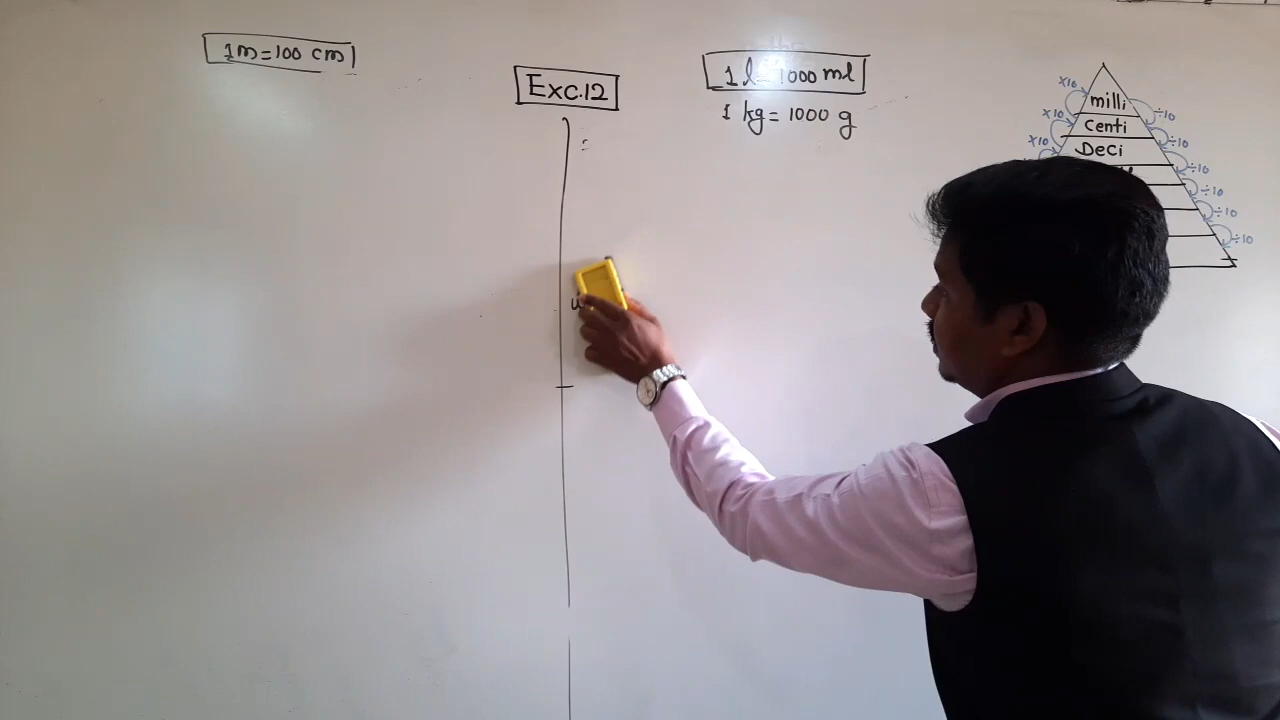 1m=100 cm
Exc.12
1 l=1000 ml
1 kg=1000 g
milli
Centi
Deci
×10
×10
×10
÷10
÷10
÷10
÷10
÷10
÷10